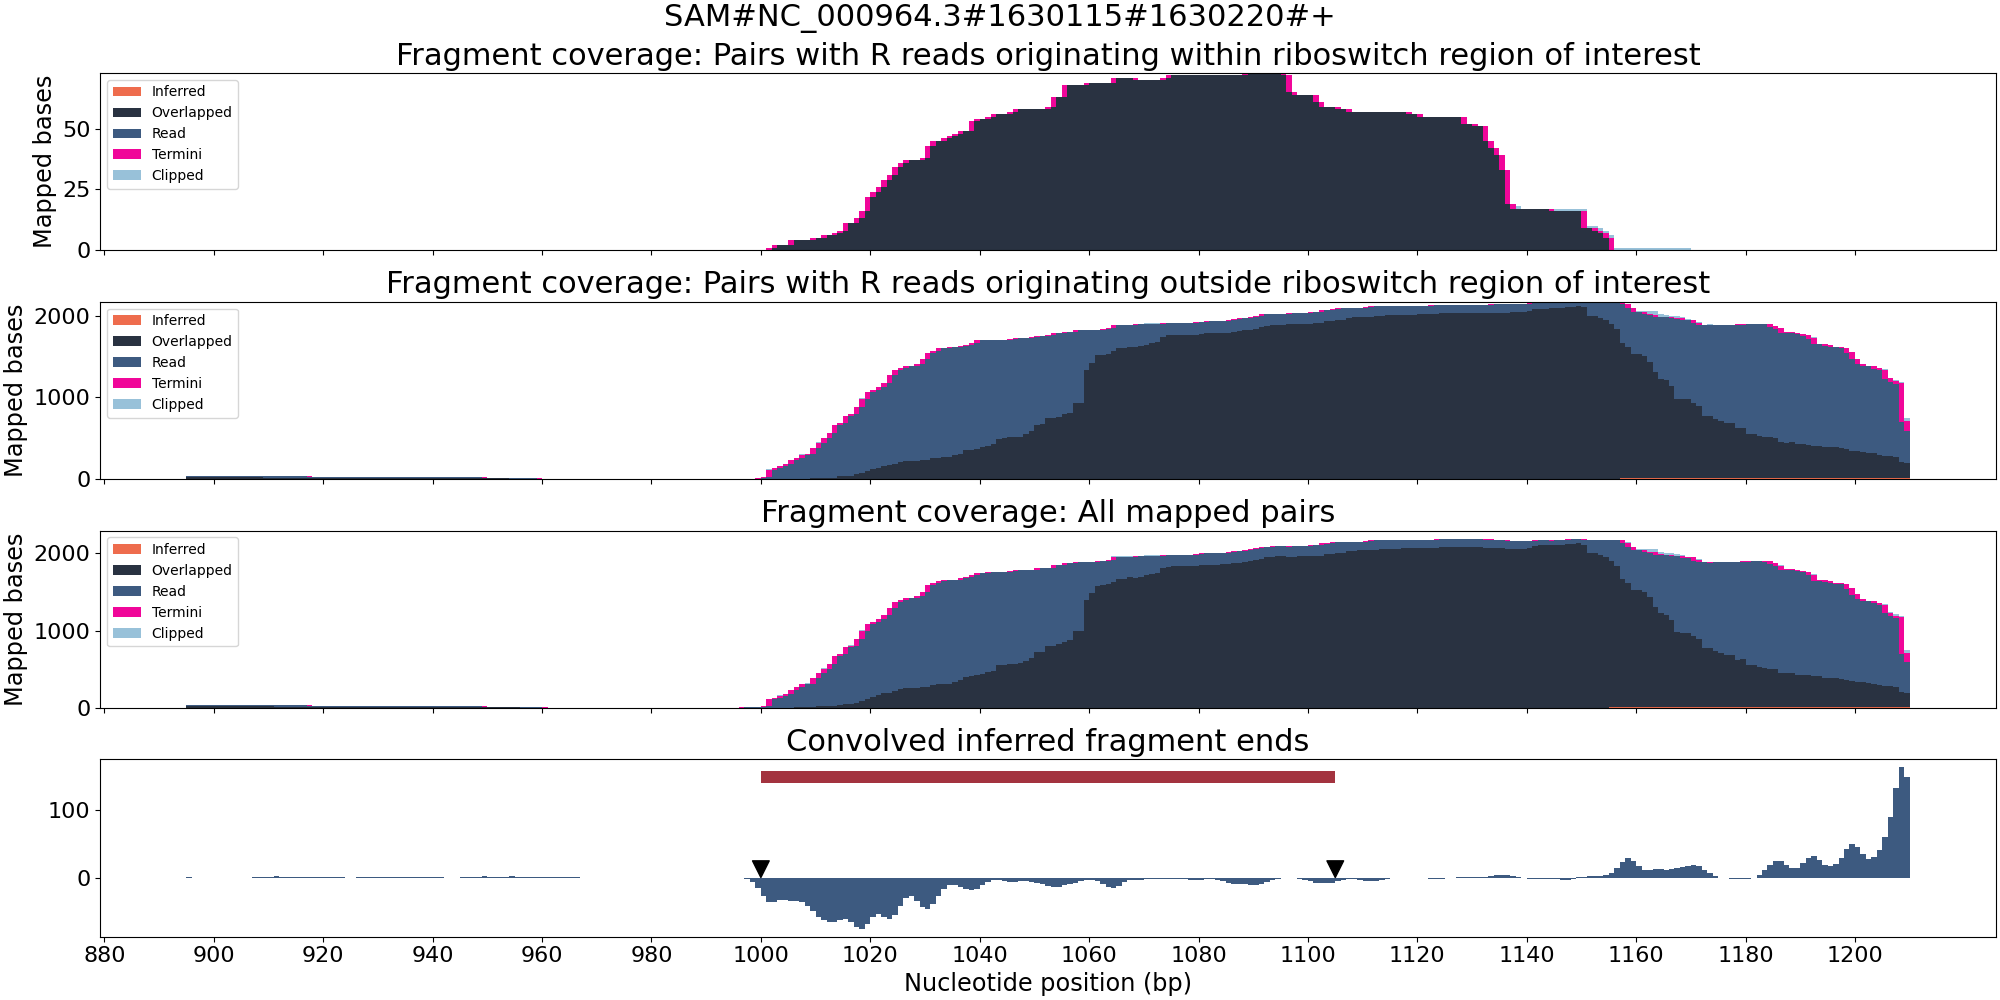 SAM#NC_000964.3#1630115#1630220#+
Fragment coverage: Pairs with R reads originating within riboswitch region of interest
Mapped bases
50
25
0
Inferred
Overlapped
Read
Termini
Clipped
Fragment coverage: Pairs with R reads originating outside riboswitch region of interest
Mapped bases
2000
1000
0
Inferred
Overlapped
Read
Termini
Clipped
Fragment coverage: All mapped pairs
Mapped bases
2000
1000
0
Inferred
Overlapped
Read
Termini
Clipped
Convolved inferred fragment ends
100
0
880 900 920 940 960 980 1000 1020 1040 1060 1080 1100 1120 1140 1160 1180 1200
Nucleotide position (bp)